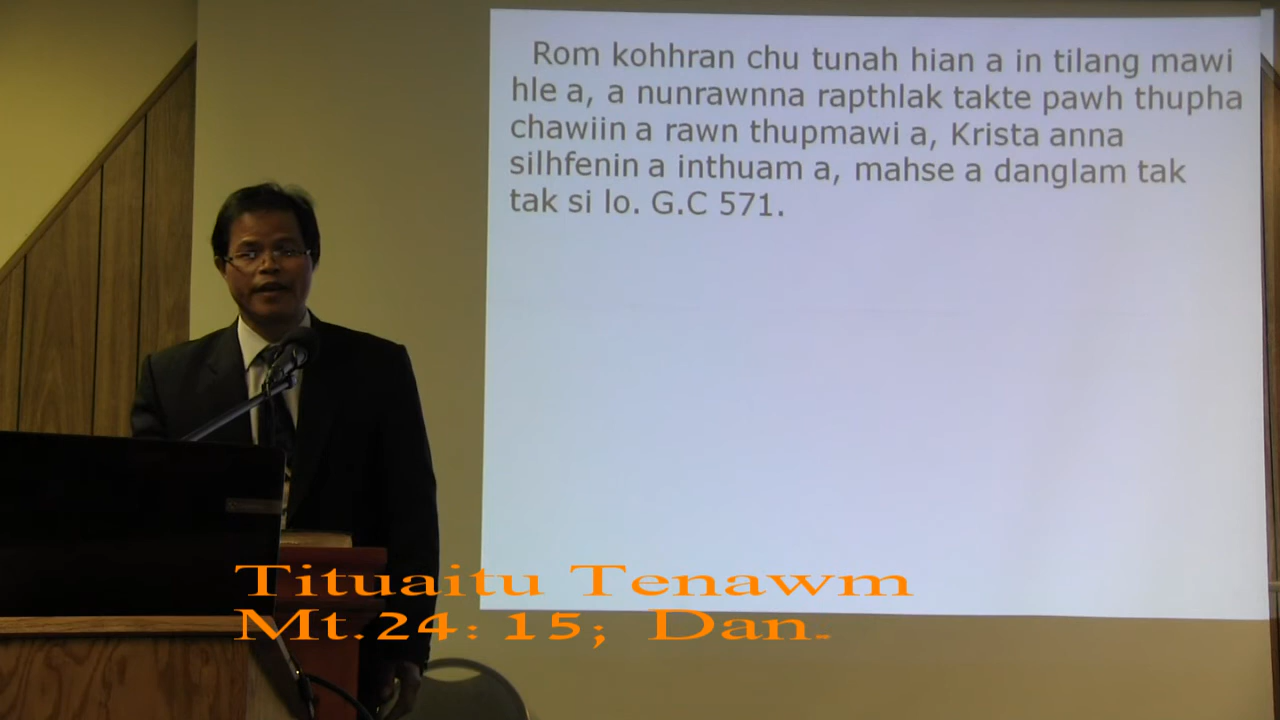 Rom kohhran chu tunah hian a in tilang mawi
hle a, a nunrawnna rapthlak takte pawh thupha
chawiin a rawn thupmawi a, Krista anna
silhfenin a inthuam a, mahse a danglam tak
tak si lo. G.C 571.
Tituaitu Tenawm
Mt.24: 15; Dan.